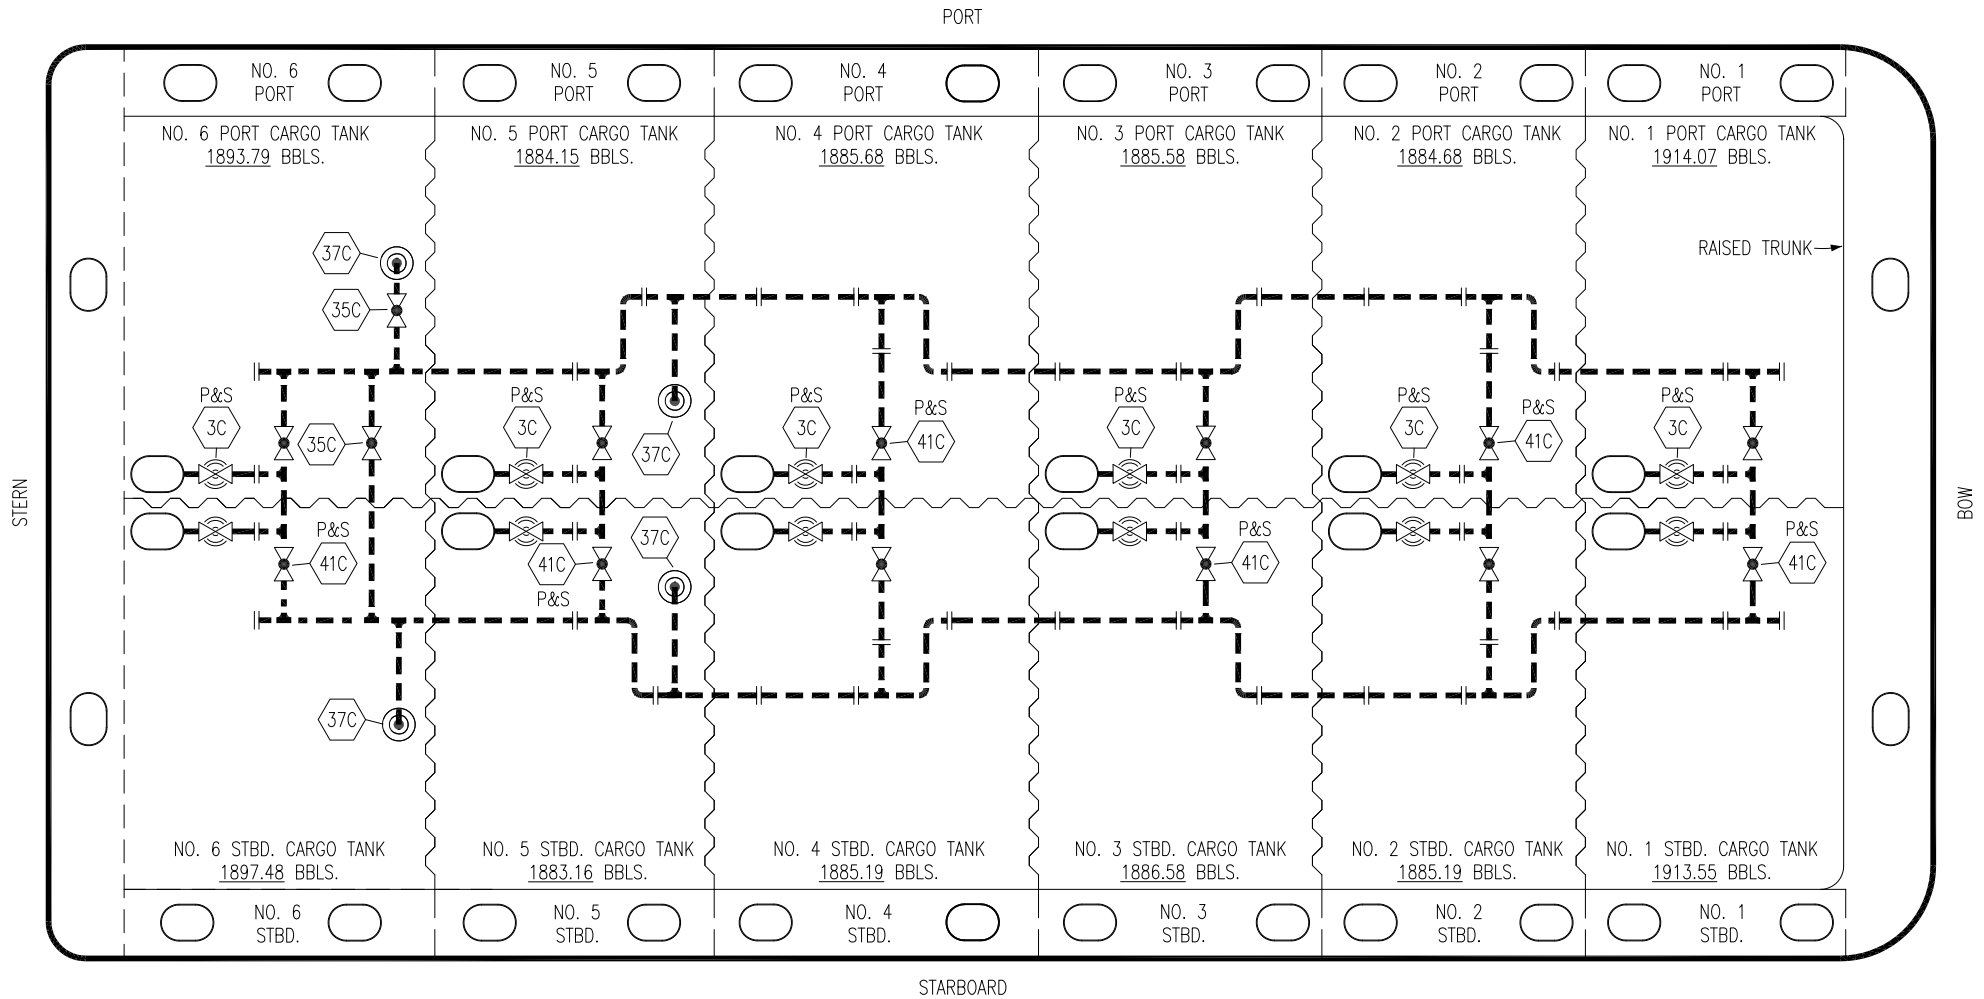 PORT
NO. 6
PORT
NO. 5
PORT
NO. 4
PORT
NO. 3
PORT
NO. 2
PORT
NO. 1
PORT
NO. 6 PORT CARGO TANK
1893.79 BBLS.
NO. 5 PORT CARGO TANK
1884.15 BBLS.
NO. 4 PORT CARGO TANK
1885.68 BBLS.
NO. 3 PORT CARGO TANK
1885.58 BBLS.
NO. 2 PORT CARGO TANK
1884.68 BBLS.
NO. 1 PORT CARGO TANK
1914.07 BBLS.
RAISED TRUNK
37C
35C
P&S
3C
35C
P&S
3C
37C
P&S
3C
P&S
41C
P&S
3C
P&S
3C
P&S
41C
P&S
3C
STERN
BOW
P&S
41C
41C
P&S
37C
P&S
41C
P&S
41C
37C
NO. 6 STBD. CARGO TANK
1897.48 BBLS.
NO. 5 STBD. CARGO TANK
1883.16 BBLS.
NO. 4 STBD. CARGO TANK
1885.19 BBLS.
NO. 3 STBD. CARGO TANK
1886.58 BBLS.
NO. 2 STBD. CARGO TANK
1885.19 BBLS.
NO. 1 STBD. CARGO TANK
1913.55 BBLS.
NO. 6
STBD.
NO. 5
STBD.
NO. 4
STBD.
NO. 3
STBD.
NO. 2
STBD.
NO. 1
STBD.
STARBOARD